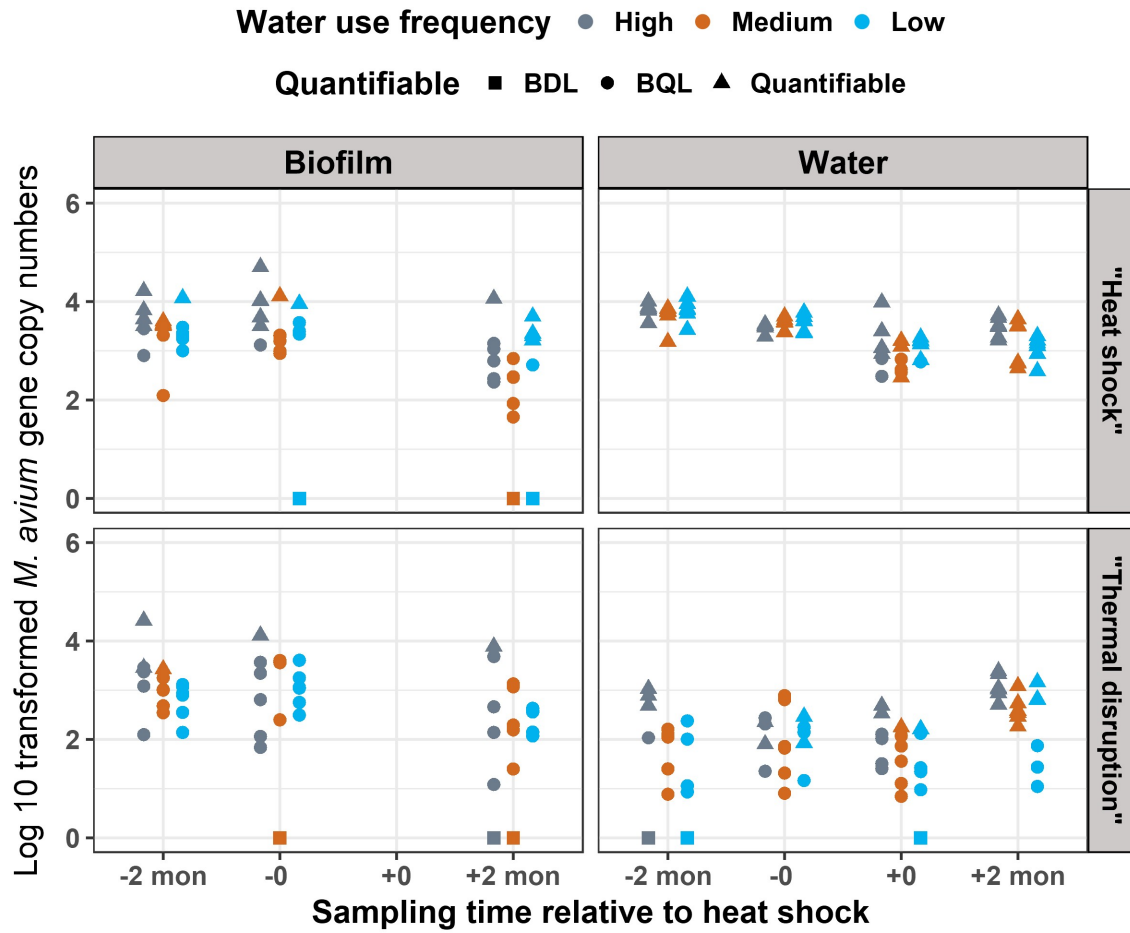 Water use frequency High Medium Low
Quantifiable BDL BQL Quantifiable
Biofilm
Water
Log 10 transformed M. avium gene copy numbers
6
4
2
0
"Heat shock"
6
4
2
0
"Thermal disruption"
-2 mon -0 +0 +2 mon
-2 mon -0 +0 +2 mon
Sampling time relative to heat shock